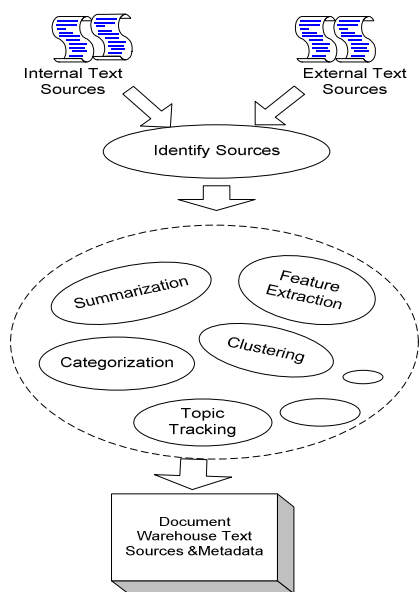 Internal Text
Sources
External Text
Sources
Identify Sources
Summarization
Feature
Extraction
Categorization
Clustering
Topic
Tracking
Document
Warehouse Text
Sources &Metadata